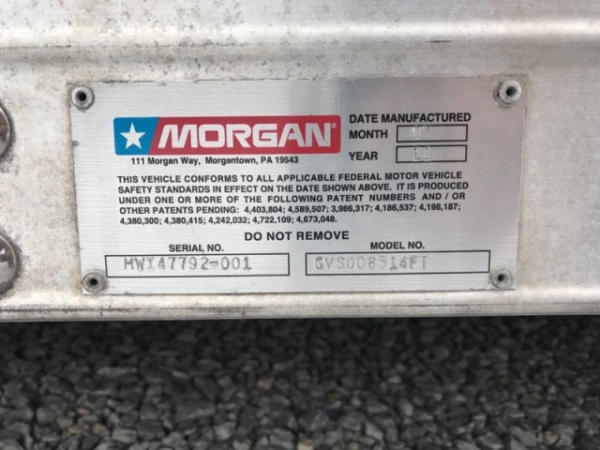 MORGAN®
111 Morgan Way, Morgantown, PA 19543
DATE MANUFACTURED
MONTH
YEAR
THIS VEHICLE CONFORMS TO ALL APPLICABLE FEDERAL MOTOR VEHICLE
SAFETY STANDARDS IN EFFECT ON THE DATE SHOWN ABOVE. IT IS PRODUCED
UNDER ONE OR MORE OF THE FOLLOWING PATENT NUMBERS AND / OR
OTHER PATENTS PENDING: 4,403,804; 4,589,507; 3,986,317; 4,186,537; 4,198,187;
4,380,300; 4,380,415; 4,242,032; 4,722,109; 4,673,048.
DO NOT REMOVE
SERIAL NO. MODEL NO.